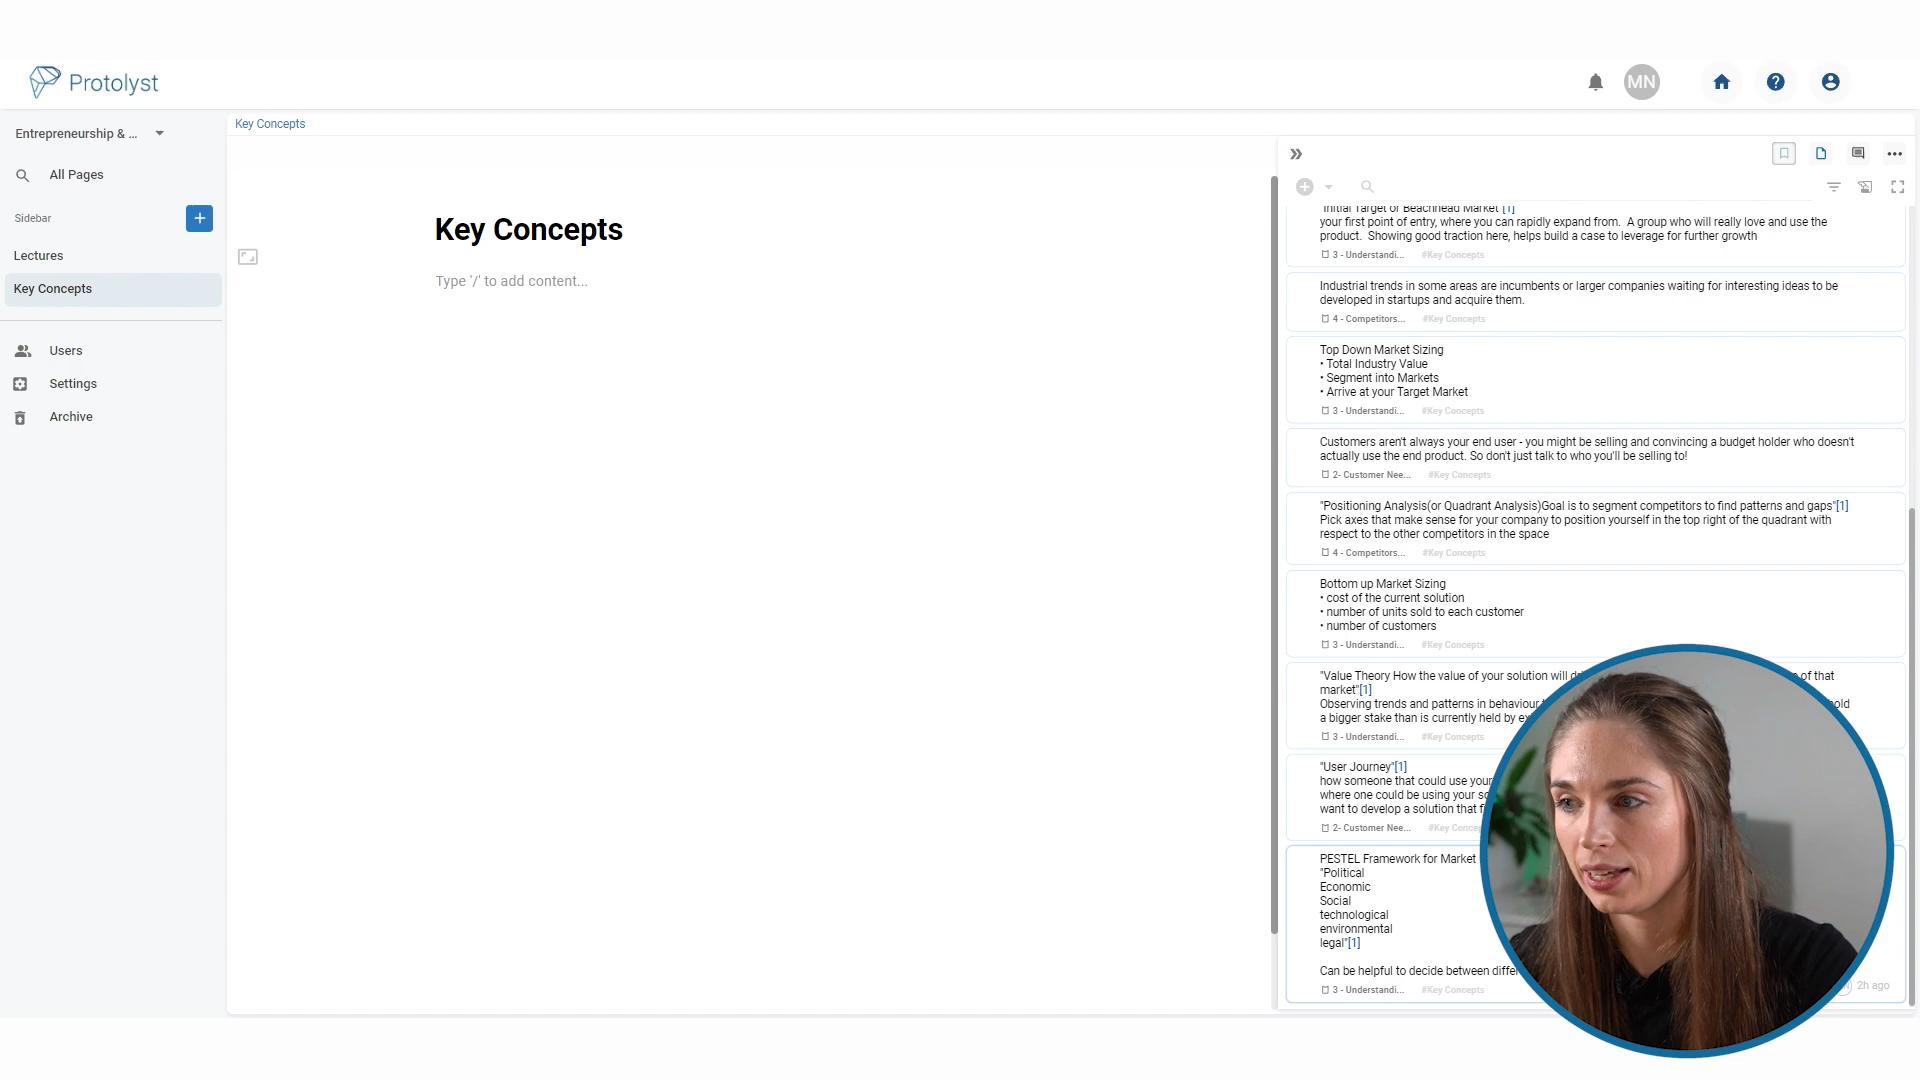 Protolyst
MN
Entrepreneurship & ...
Key Concepts
All Pages
Sidebar
+
Lectures
Key Concepts
Users
Settings
Archive
Key Concepts
Type '/' to add content...
"Initial Target or Beachhead Market [1]
your first point of entry, where you can rapidly expand from. A group who will really love and use the
product. Showing good traction here, helps build a case to leverage for further growth
3 - Understandi... #Key Concepts
Industrial trends in some areas are incumbents or larger companies waiting for interesting ideas to be
developed in startups and acquire them.
4 - Competitors... #Key Concepts
Top Down Market Sizing
• Total Industry Value
• Segment into Markets
• Arrive at your Target Market
3 - Understandi... #Key Concepts
Customers aren't always your end user - you might be selling and convincing a budget holder who doesn't
actually use the end product. So don't just talk to who you'll be selling to!
2- Customer Nee... #Key Concepts
"Positioning Analysis(or Quadrant Analysis)Goal is to segment competitors to find patterns and gaps"[1]
Pick axes that make sense for your company to position yourself in the top right of the quadrant with
respect to the other competitors in the space
4 - Competitors... #Key Concepts
Bottom up Market Sizing
• cost of the current solution
• number of units sold to each customer
• number of customers
3 - Understandi... #Key Concepts
"Value Theory How the value of your solution will of that
market"[1]
Observing trends and patterns in behaviour
a bigger stake than is currently held by
3 - Understandi... #Key Concepts
"User Journey"[1]
how someone that could use your
where one could be using your
want to develop a solution that
2- Customer Nee... #Key
PESTEL Framework for Market
"Political
Economic
Social
technological
environmental
legal"[1]
Can be helpful to decide between
3 - Understandi... #Key Concepts
2h ago